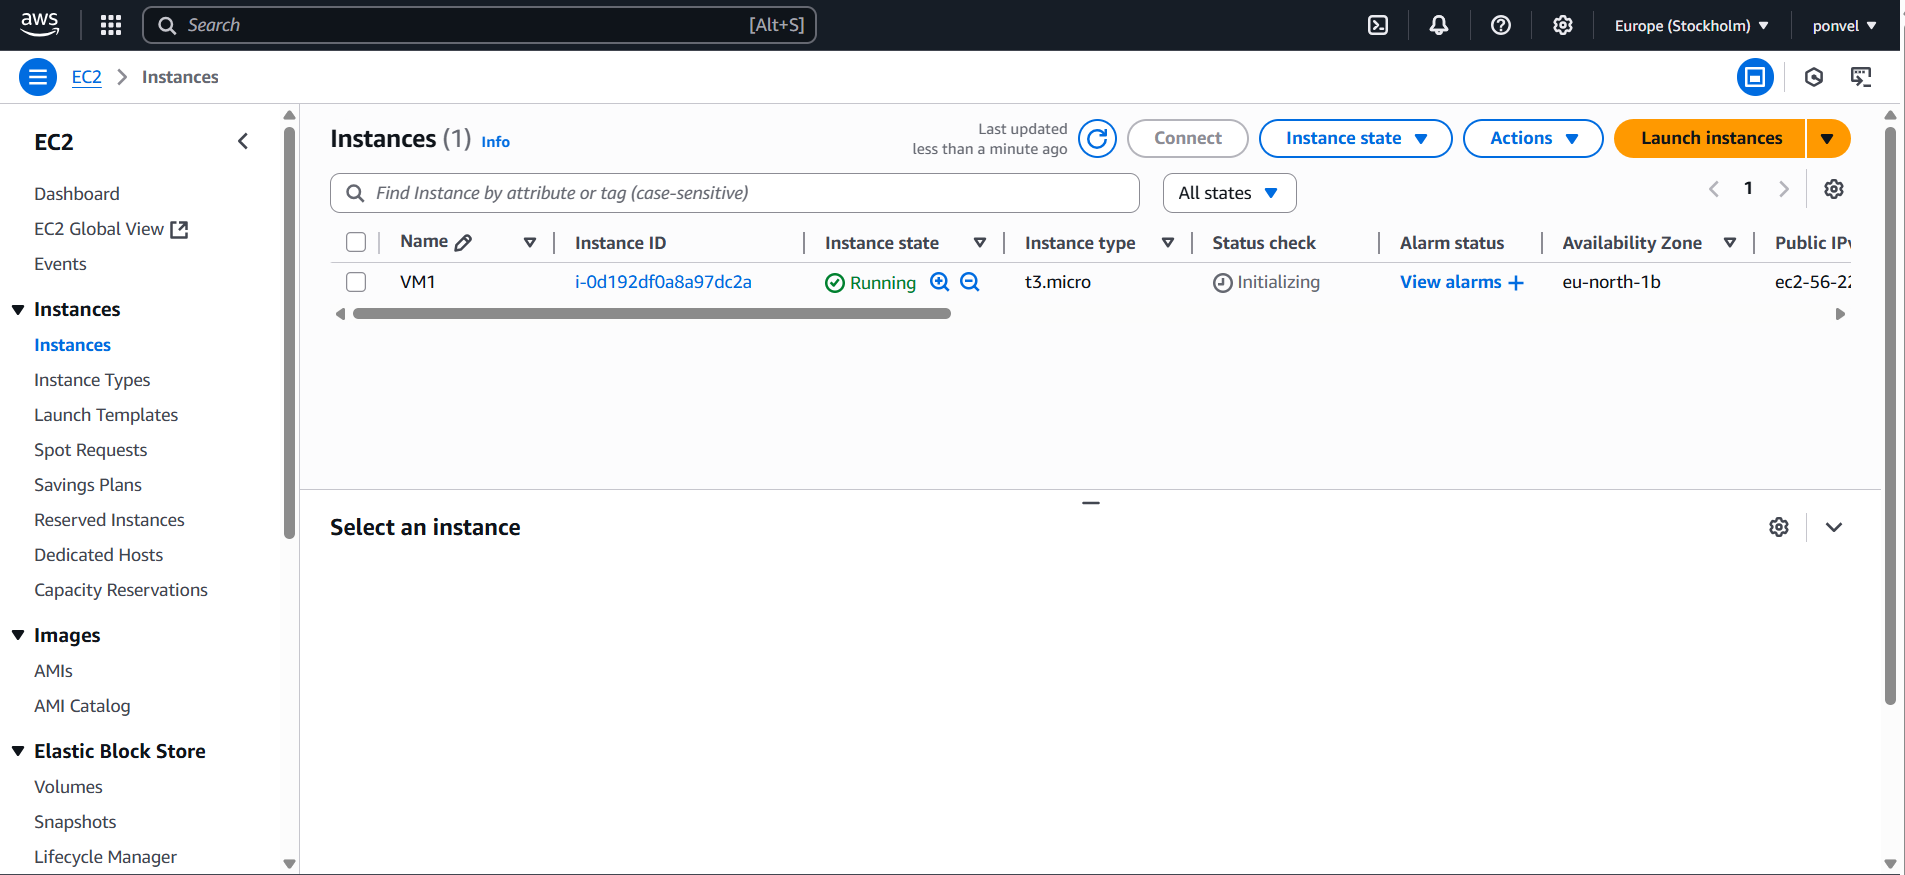 aws
Search [Alt+S]
Europe (Stockholm)
ponvel
EC2 Instances
EC2
Dashboard
EC2 Global View
Events
Instances
Instances
Instance Types
Launch Templates
Spot Requests
Savings Plans
Reserved Instances
Dedicated Hosts
Capacity Reservations
Images
AMIs
AMI Catalog
Elastic Block Store
Volumes
Snapshots
Lifecycle Manager
Instances (1) Info
Last updated
less than a minute ago
Connect
Instance state
Actions
Launch instances
Find Instance by attribute or tag (case-sensitive)
All states
1
Name Instance ID Instance state Instance type Status check Alarm status Availability Zone Public IPv
VM1 i-0d192df0a8a97dc2a Running t3.micro Initializing View alarms + eu-north-1b ec2-56-22
Select an instance